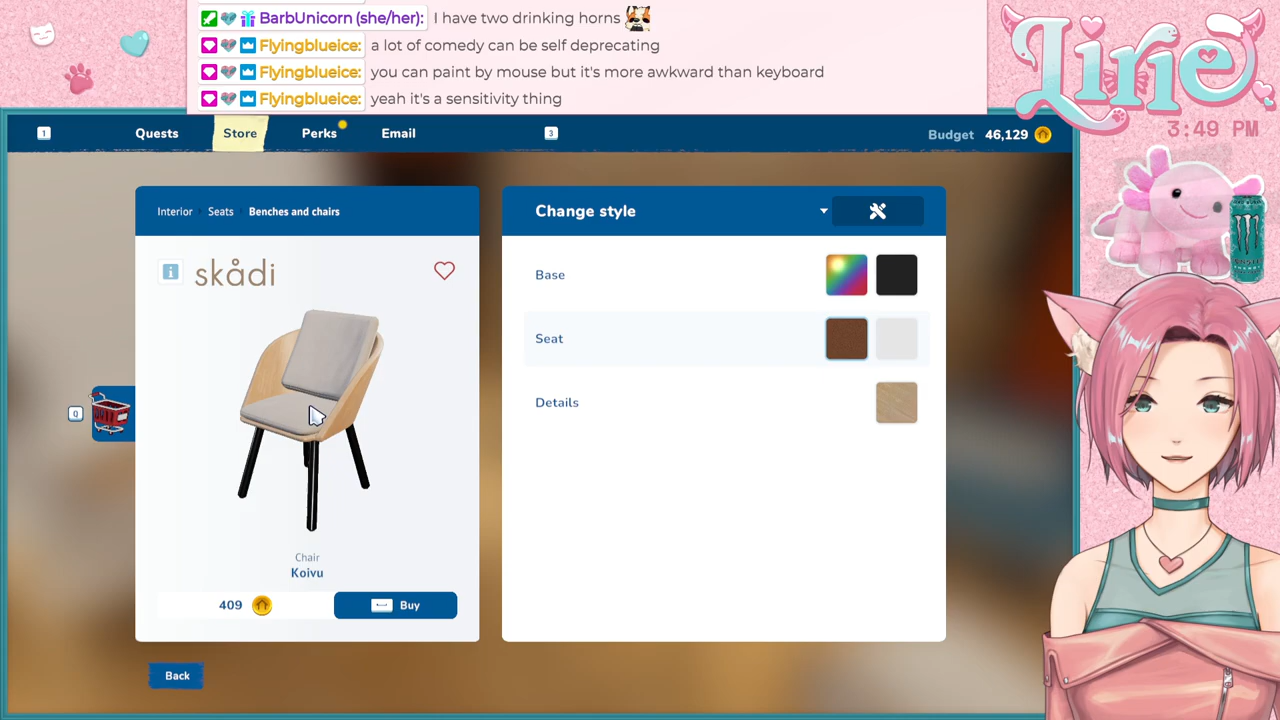 BarbUnicorn (she/her): I have two drinking horns
Flyingblueice: a lot of comedy can be self deprecating
Flyingblueice: you can paint by mouse but it's more awkward than keyboard
Flyingblueice: yeah it's a sensitivity thing
Lirie
3:49 PM
1 Quests Store Perks Email 3 Budget 46,129
Interior Seats Benches and chairs
Change style
i skådi
Base
Seat
Details
Q
Chair
Koivu
409 Buy
Back